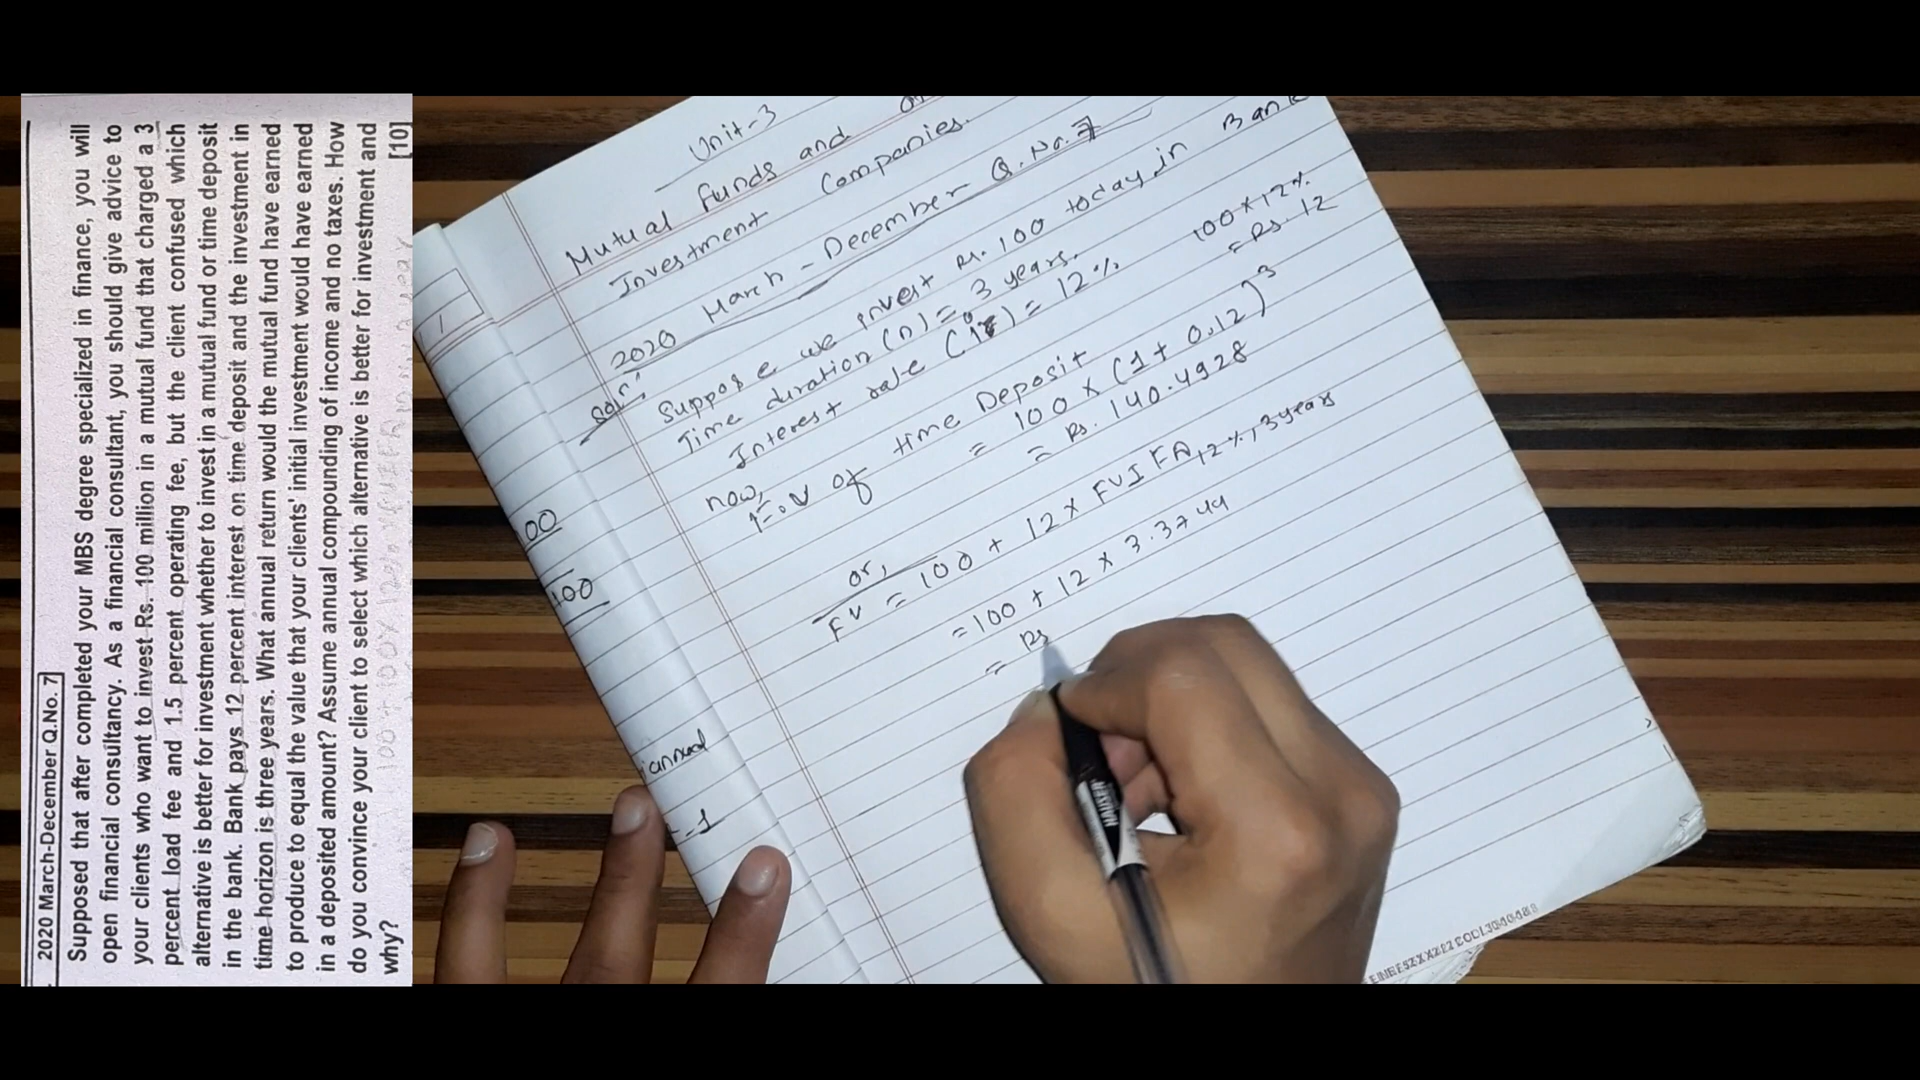 2020 March-December Q.No. 7
Supposed that after completed your MBS degree specialized in finance, you will
open financial consultancy. As a financial consultant, you should give advice to
your clients who want to invest Rs. 100 million in a mutual fund that charged a 3
percent load fee and 1.5 percent operating fee, but the client confused which
alternative is better for investment whether to invest in a mutual fund or time deposit
in the bank. Bank pays 12 percent interest on time deposit and the investment in
time horizon is three years. What annual return would the mutual fund have earned
to produce to equal the value that your clients' initial investment would have earned
in a deposited amount? Assume annual compounding of income and no taxes. How
do you convince your client to select which alternative is better for investment and
why?
[10]
Unit-3
Mutual Funds and
Investment Companies.
2020 March - December Q.No.7
Soln:
Suppose we invest Rs. 100 today in Bank
Time duration (n) = 3 years.
Interest rate (i) = 12%
100 x 12%
= Rs. 12
now,
F.V of time Deposit
= 100 x (1 + 0.12)3
= Rs. 140.4928
or,
FV = 100 + 12 x FVIFA12%, 3 years
= 100 + 12 x 3.3744
= Rs
1
00
100
annual
-1
HAUSER